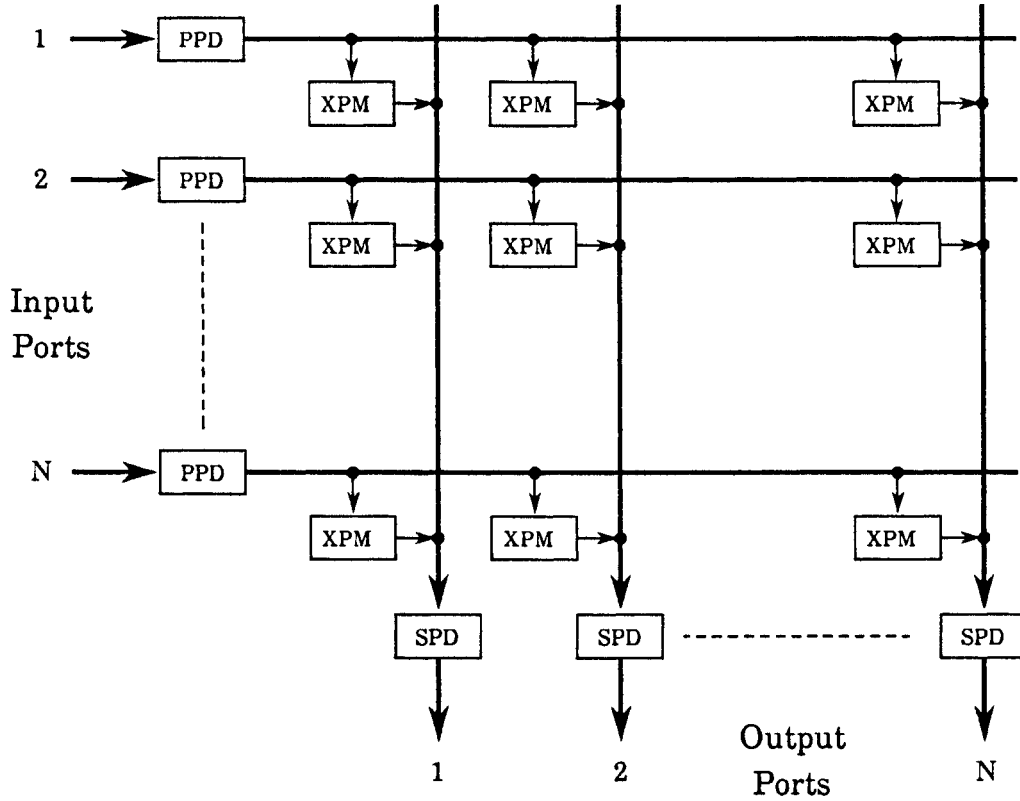 1 PPD
XPM XPM XPM
2 PPD
XPM XPM XPM
Input
Ports
N PPD
XPM XPM XPM
SPD SPD SPD
Output
Ports
1 2 N